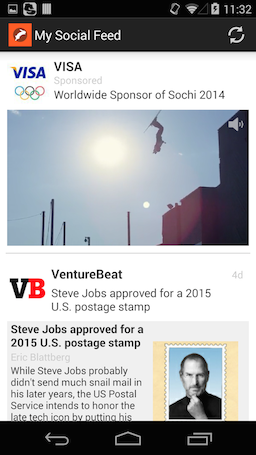 11:32
My Social Feed
VISA
VISA
Sponsored
Worldwide Sponsor of Sochi 2014
VB
VentureBeat
4d
Steve Jobs approved for a 2015
U.S. postage stamp
Steve Jobs approved for a
2015 U.S. postage stamp
Eric Blattberg
While Steve Jobs probably
didn't send much snail mail in
his later years, the US Postal
Service intends to honor the
late tech icon by putting his